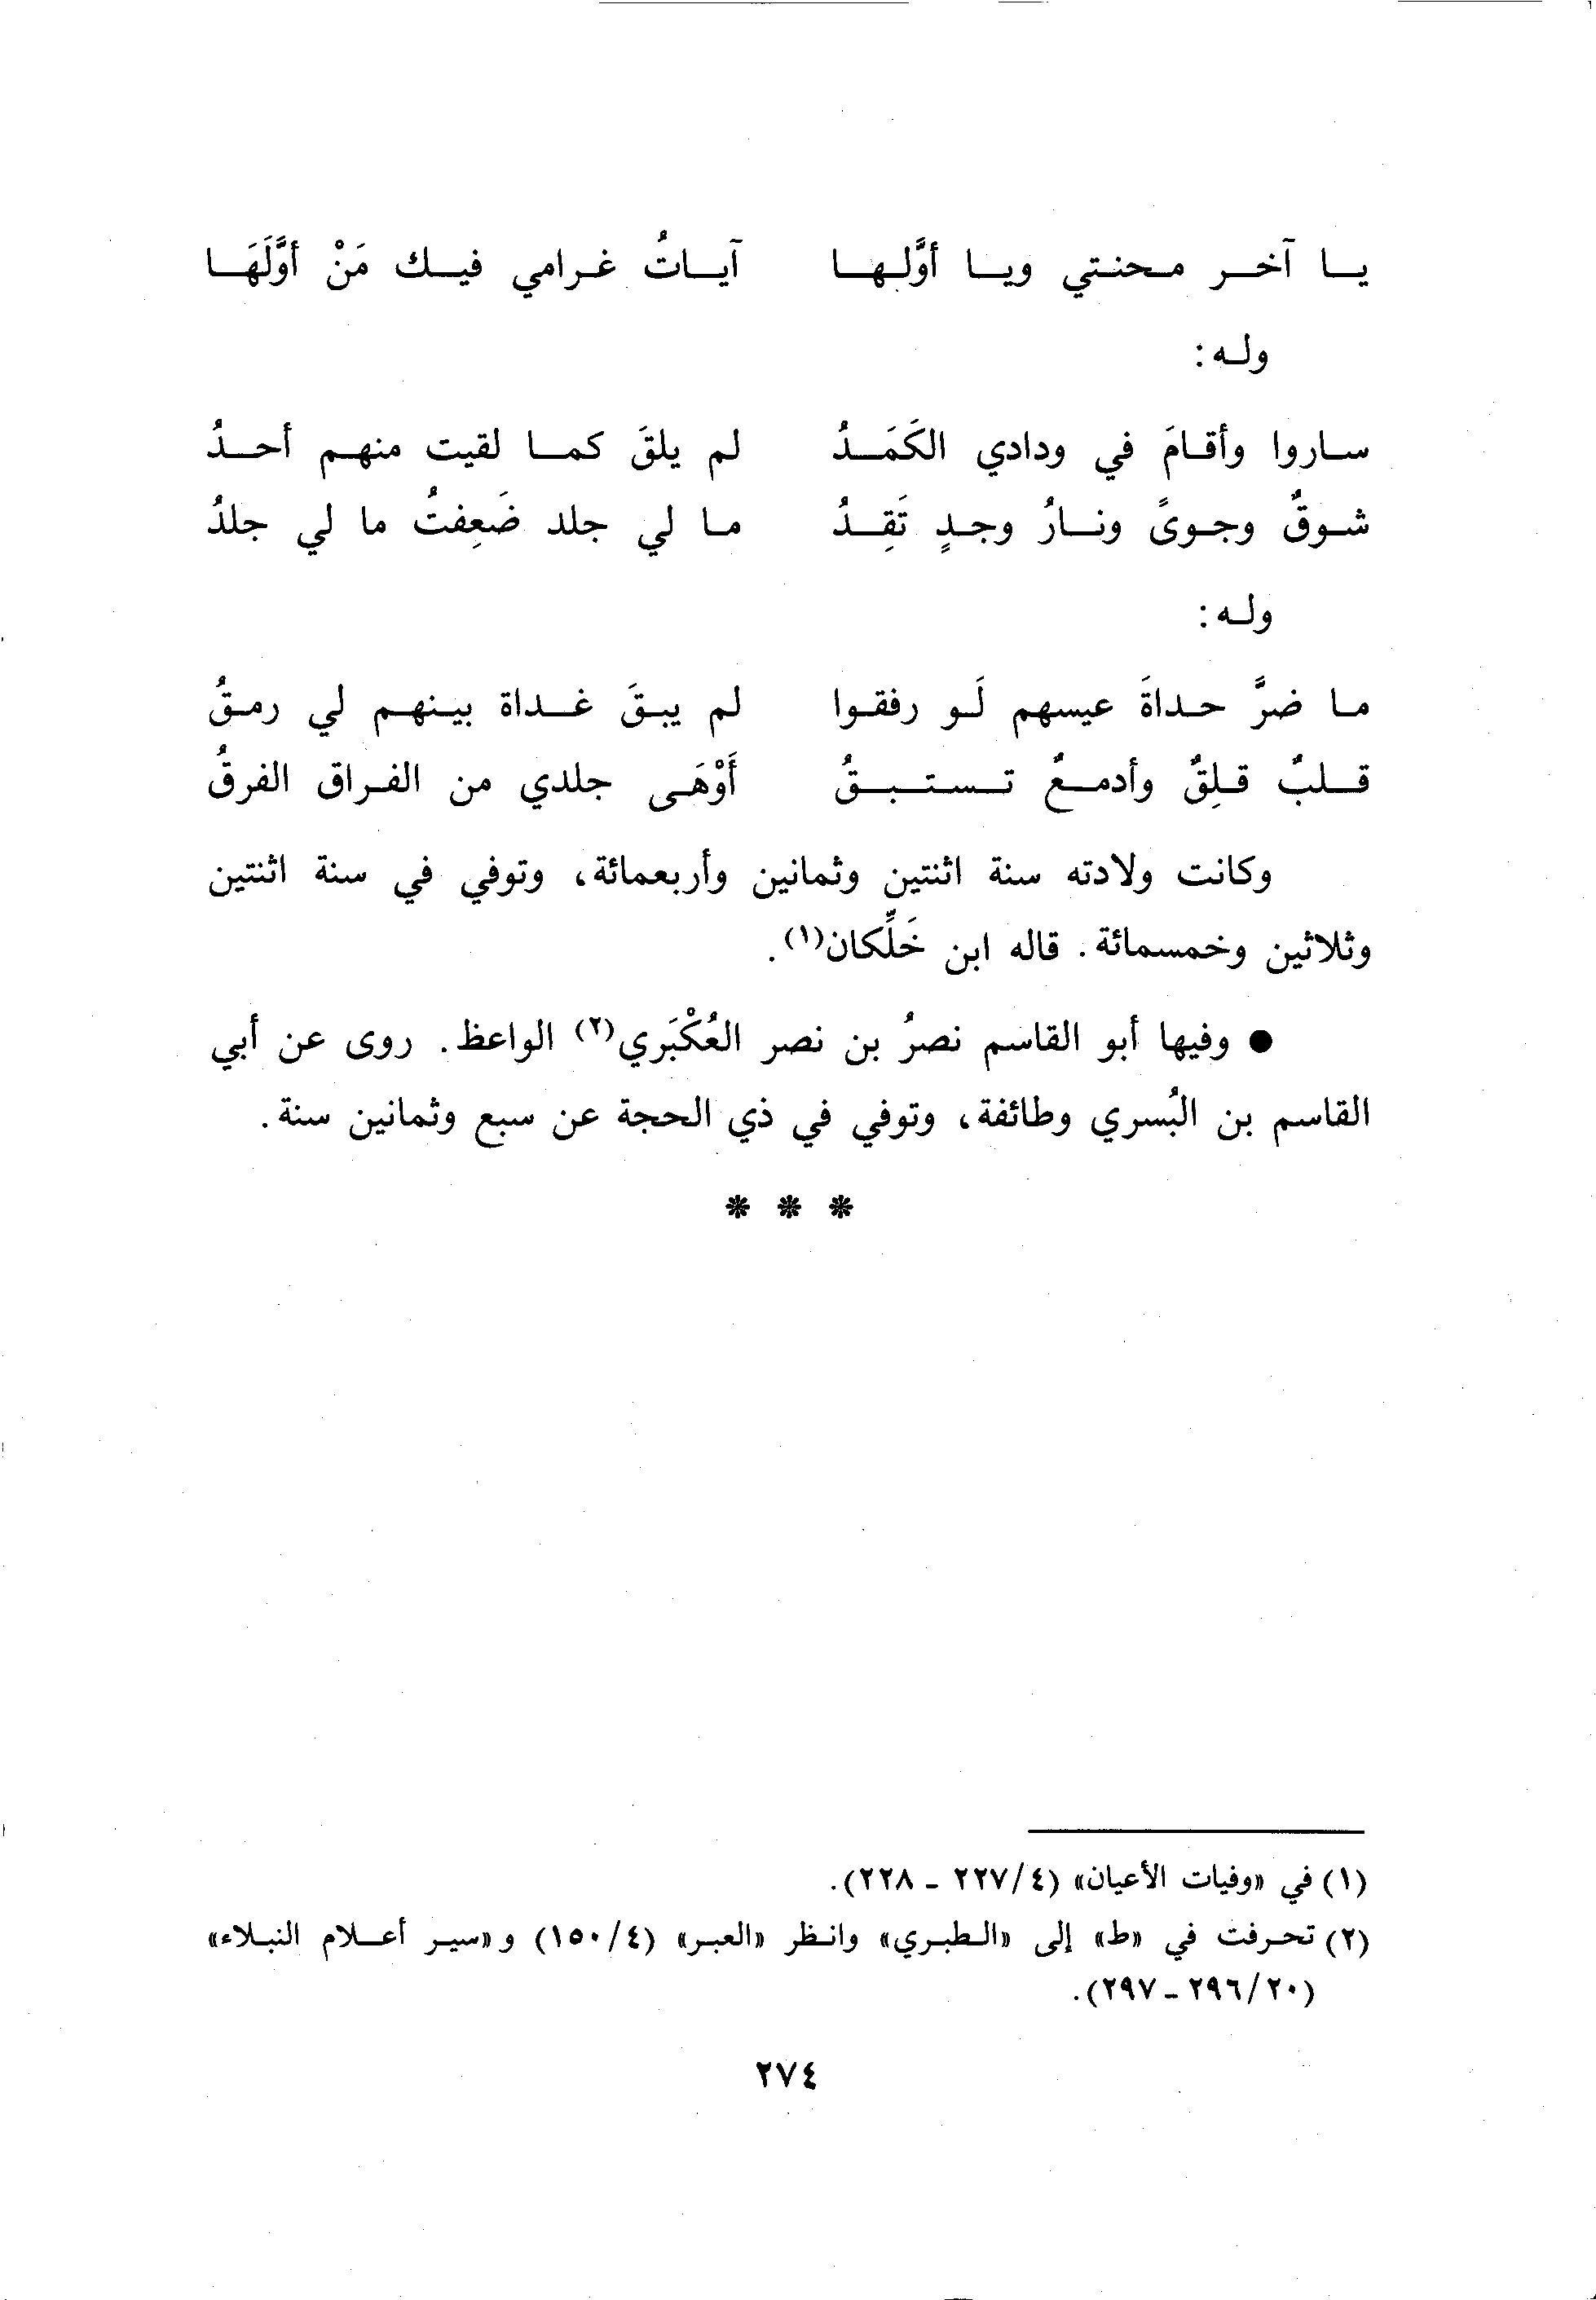 يا آخر محنتي ويا أوَّلها آياتُ غرامي فيك مَنْ أوَّلَهَا
وله:
ساروا وأقامَ في ودادي الكَمَدُ لم يلقَ كما لقيت منهم أحدُ
شوقٌ وجوىً ونارُ وجدٍ تَقِدُ ما لي جلد ضَعِفتُ ما لي جلدُ
وله:
ما ضرَّ حداةَ عيسهم لَو رفقوا لم يبقَ غداة بينهم لي رمقُ
قلبٌ قلِقٌ وأدمعٌ تستبقُ أَوْهَى جلدي من الفراق الفرقُ
وكانت ولادته سنة اثنتين وثمانين وأربعمائة، وتوفي في سنة اثنتين
وثلاثين وخمسمائة. قاله ابن خَلِّكان(١).
● وفيها أبو القاسم نصرُ بن نصر العُكْبَري(٢) الواعظ. روى عن أبي
القاسم بن البُسري وطائفة، وتوفي في ذي الحجة عن سبع وثمانين سنة.
* * *
(١) في «وفيات الأعيان» (٤/٢٢٧ - ٢٢٨).
(٢) تحرفت في «ط» إلى «الطبري» وانظر «العبر» (٤/١٥٠) و«سير أعلام النبلاء»
(٢٠/٢٩٦ - ٢٩٧).
٢٧٤